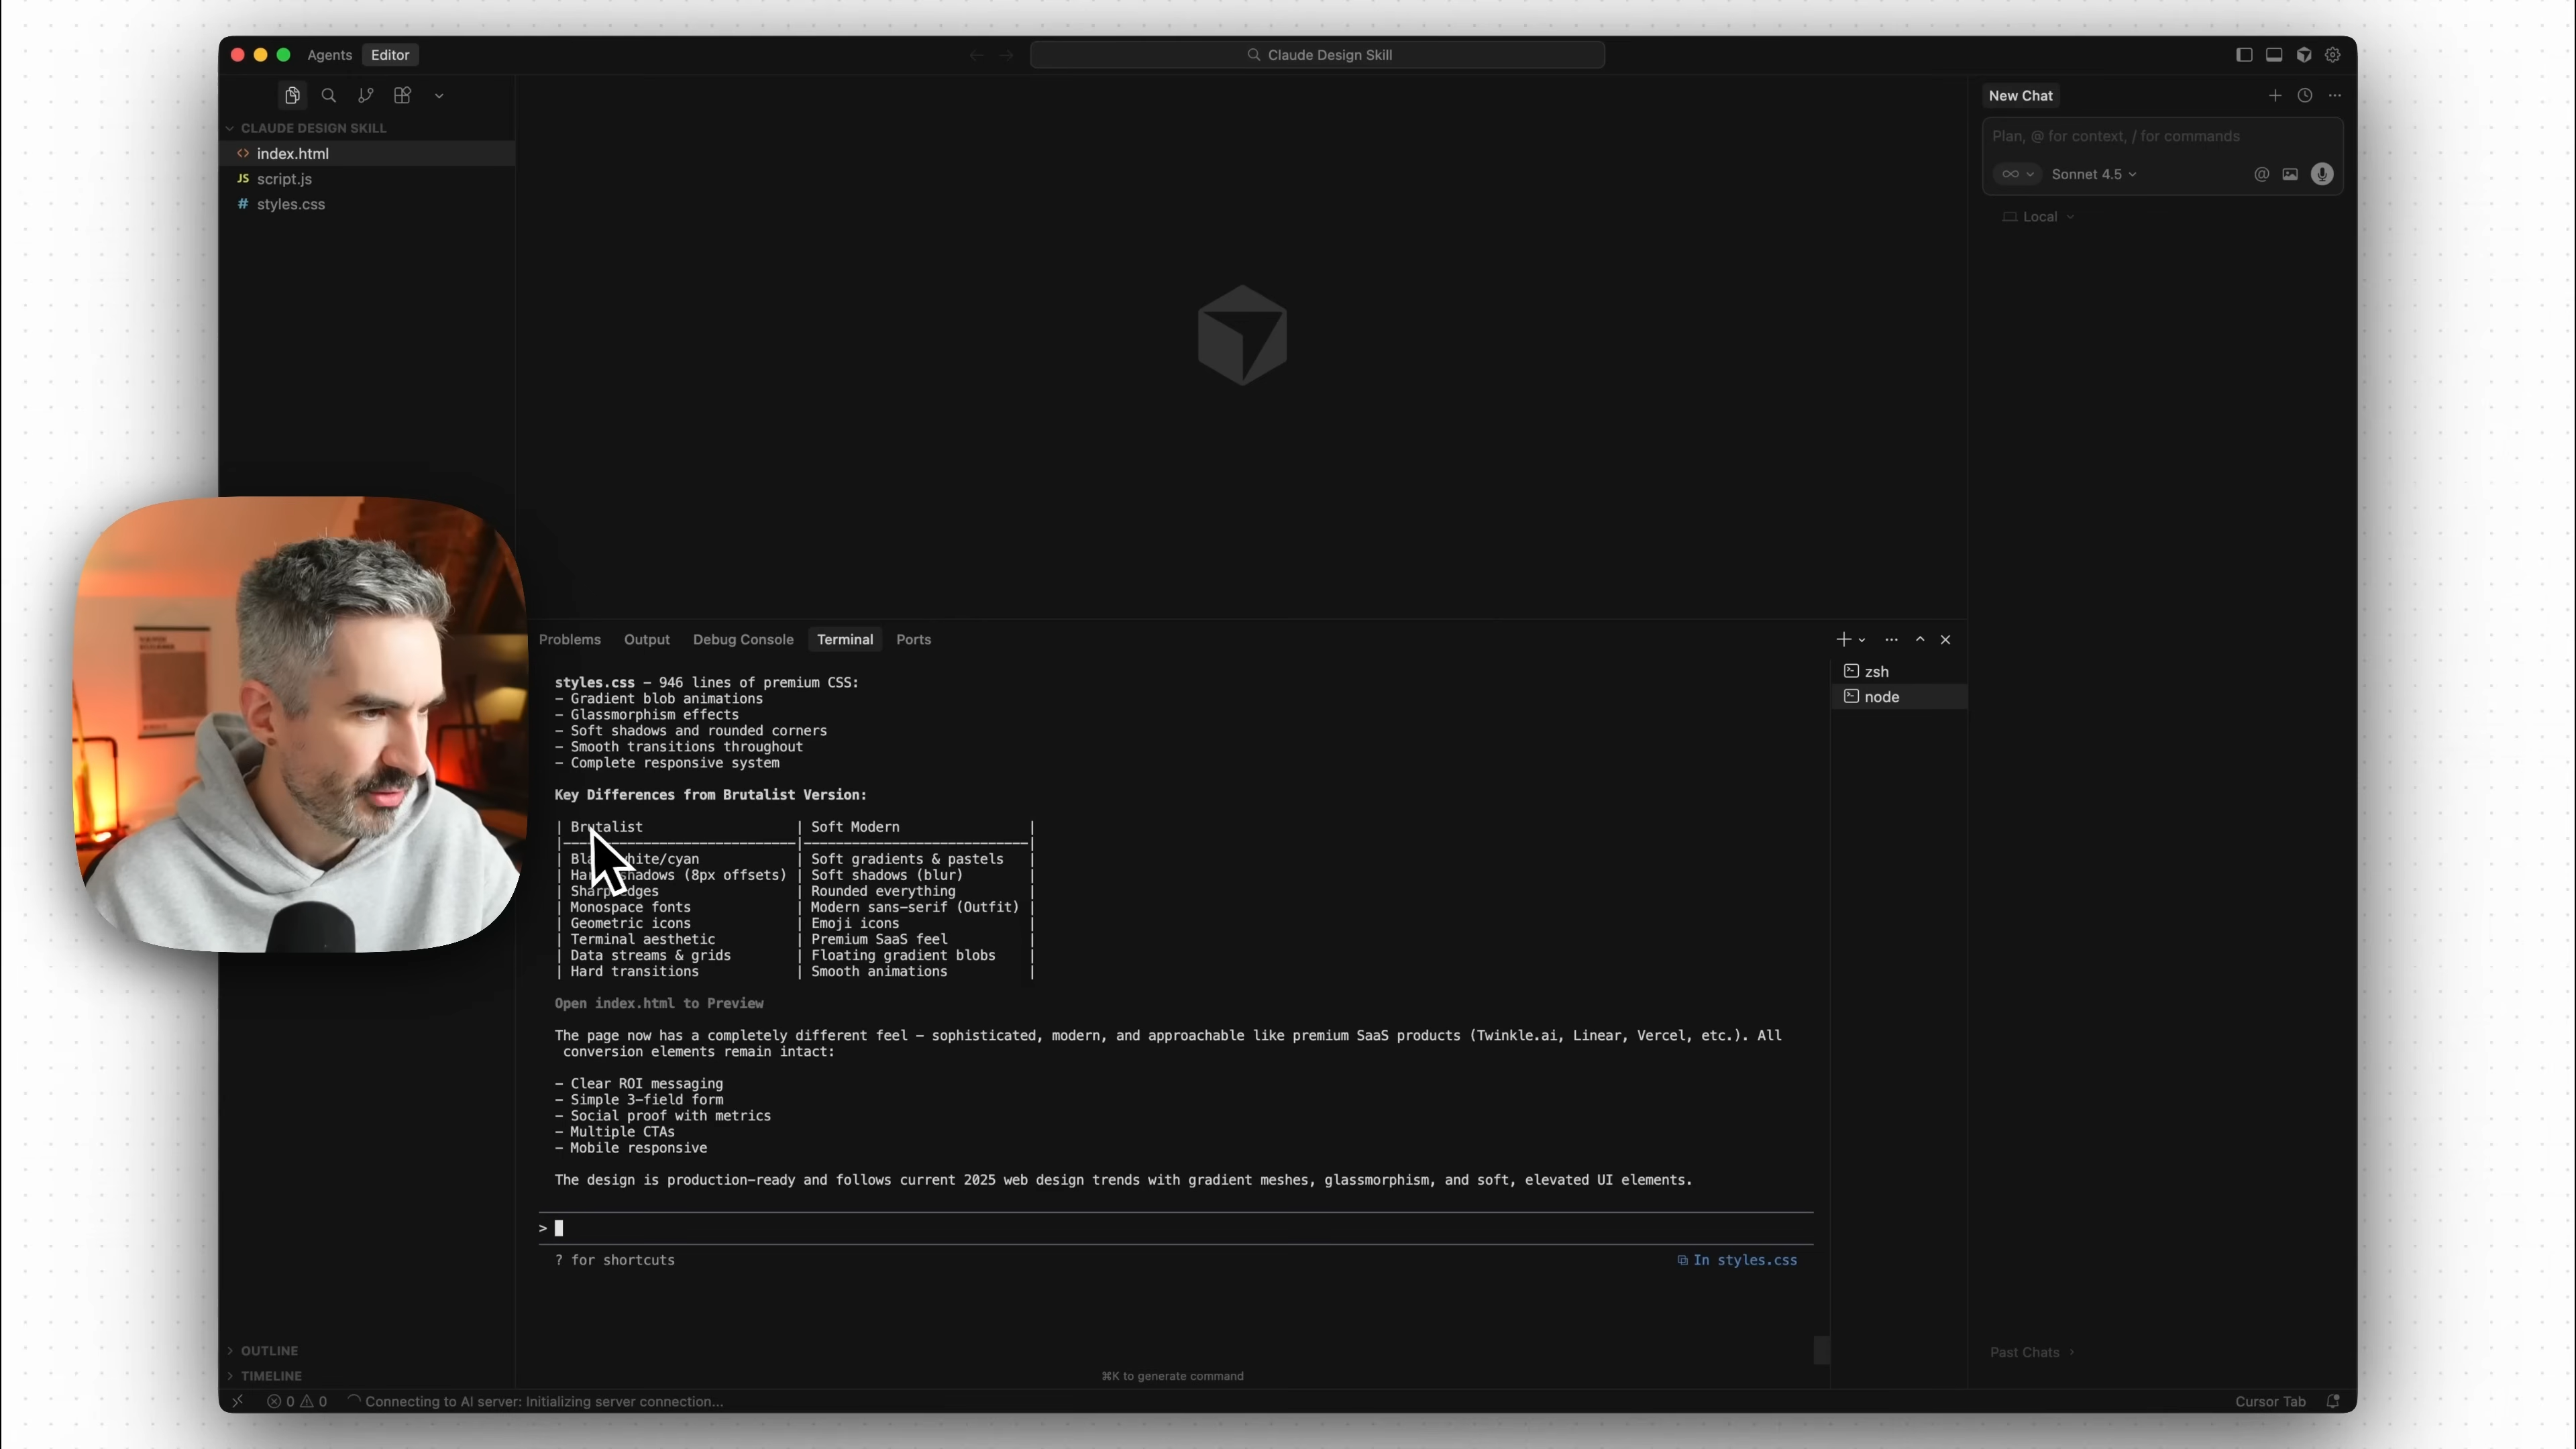 Agents Editor
Claude Design Skill
CLAUDE DESIGN SKILL
<> index.html
JS script.js
# styles.css
New Chat
Plan, @ for context, / for commands
Sonnet 4.5
Local
Problems Output Debug Console Terminal Ports
zsh
node
styles.css – 946 lines of premium CSS:
– Gradient blob animations
– Glassmorphism effects
– Soft shadows and rounded corners
– Smooth transitions throughout
– Complete responsive system
Key Differences from Brutalist Version:
| Brutalist | Soft Modern |
| hite/cyan | Soft gradients & pastels |
| shadows (8px offsets) | Soft shadows (blur) |
| Sharp edges | Rounded everything |
| Monospace fonts | Modern sans-serif (Outfit) |
| Geometric icons | Emoji icons |
| Terminal aesthetic | Premium SaaS feel |
| Data streams & grids | Floating gradient blobs |
| Hard transitions | Smooth animations |
Open index.html to Preview
The page now has a completely different feel – sophisticated, modern, and approachable like premium SaaS products (Twinkle.ai, Linear, Vercel, etc.). All
conversion elements remain intact:
– Clear ROI messaging
– Simple 3-field form
– Social proof with metrics
– Multiple CTAs
– Mobile responsive
The design is production-ready and follows current 2025 web design trends with gradient meshes, glassmorphism, and soft, elevated UI elements.
>
? for shortcuts
In styles.css
OUTLINE
TIMELINE
⌘K to generate command
Past Chats
0 0 Connecting to AI server: Initializing server connection...
Cursor Tab